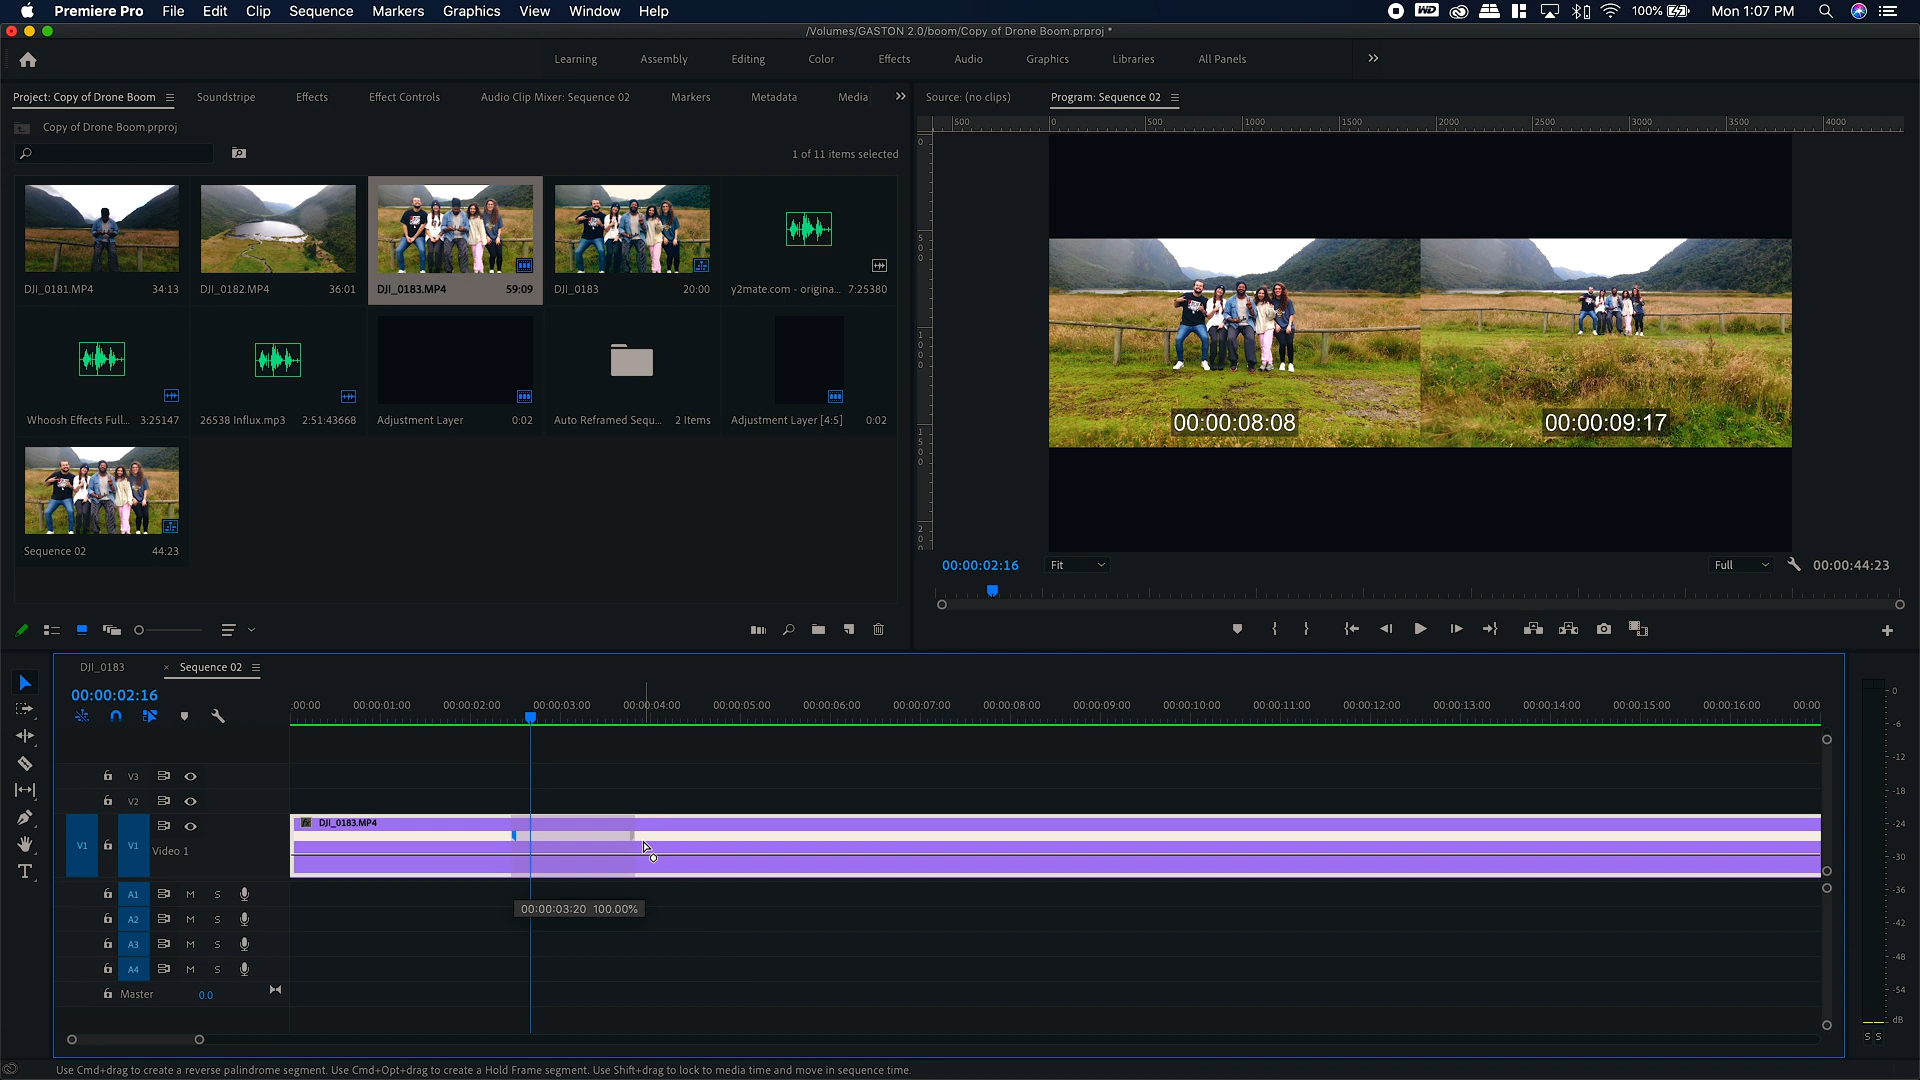 Premiere Pro File Edit Clip Sequence Markers Graphics View Window Help 100% Mon 1:07 PM
/Volumes/GASTON 2.0/boom/Copy of Drone Boom.prproj *
Learning Assembly Editing Color Effects Audio Graphics Libraries All Panels
Project: Copy of Drone Boom Soundstripe Effects Effect Controls Audio Clip Mixer: Sequence 02 Markers Metadata Media
Source: (no clips) Program: Sequence 02
Copy of Drone Boom.prproj
500 0 500 1000 1500 2000 2500 3000 3500 4000
1 of 11 items selected
DJI_0181.MP4 34:13
DJI_0182.MP4 36:01
DJI_0183.MP4 59:09
DJI_0183 20:00
y2mate.com - origina... 7:25380
Whoosh Effects Full... 3:25147
26538 Influx.mp3 2:51:43668
Adjustment Layer 0:02
Auto Reframed Sequ... 2 Items
Adjustment Layer [4:5] 0:02
Sequence 02 44:23
00:00:08:08
00:00:09:17
00:00:02:16 Fit Full 00:00:44:23
DJI_0183 × Sequence 02
00:00:02:16
:00:00 00:00:01:00 00:00:02:00 00:00:03:00 00:00:04:00 00:00:05:00 00:00:06:00 00:00:07:00 00:00:08:00 00:00:09:00 00:00:10:00 00:00:11:00 00:00:12:00 00:00:13:00 00:00:14:00 00:00:15:00 00:00:16:00 00:00
V3
V2
DJI_0183.MP4
V1 V1 Video 1
A1 M S
00:00:03:20 100.00%
A2 M S
A3 M S
A4 M S
Master 0.0
0
-6
-12
-18
-24
-30
-36
-42
-48
-54
dB
S S
Use Cmd+drag to create a reverse palindrome segment. Use Cmd+Opt+drag to create a Hold Frame segment. Use Shift+drag to lock to media time and move in sequence time.